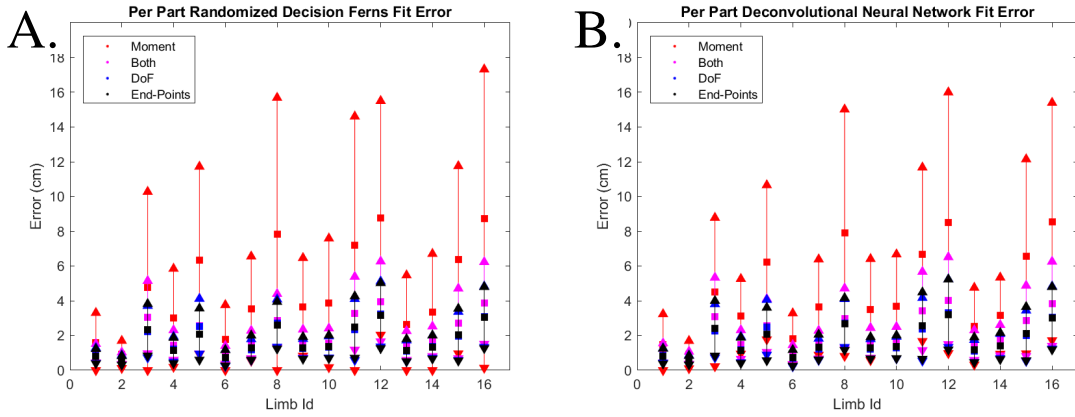 A.
Per Part Randomized Decision Ferns Fit Error
Moment
Both
DoF
End-Points
18
16
14
12
10
8
6
4
2
0
Error (cm)
0 2 4 6 8 10 12 14 16
Limb Id
B.
Per Part Deconvolutional Neural Network Fit Error
Moment
Both
DoF
End-Points
18
16
14
12
10
8
6
4
2
0
Error (cm)
0 2 4 6 8 10 12 14 16
Limb Id